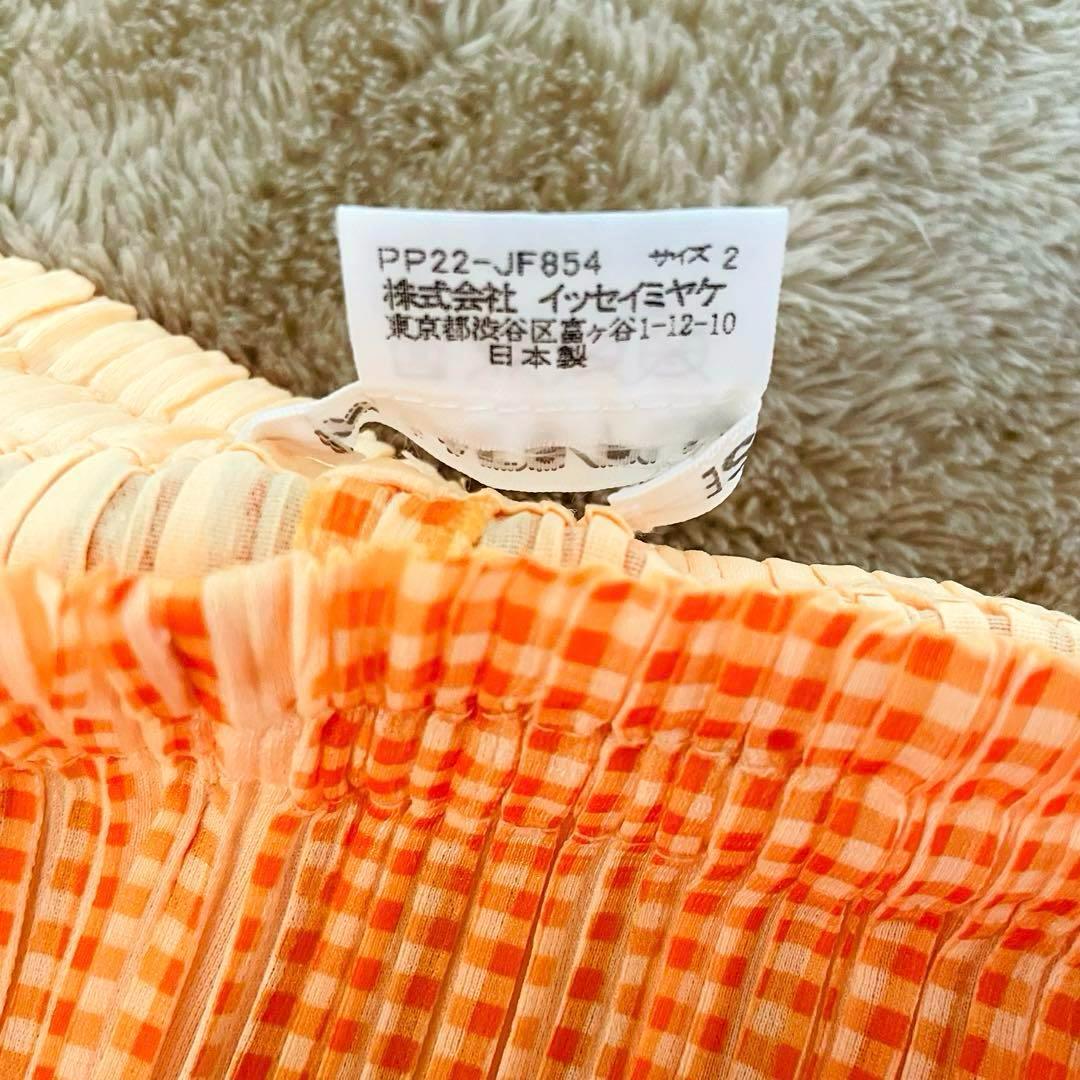 PP22-JF854 サイズ 2
株式会社 イッセイミヤケ
東京都渋谷区富ヶ谷1-12-10
日本製